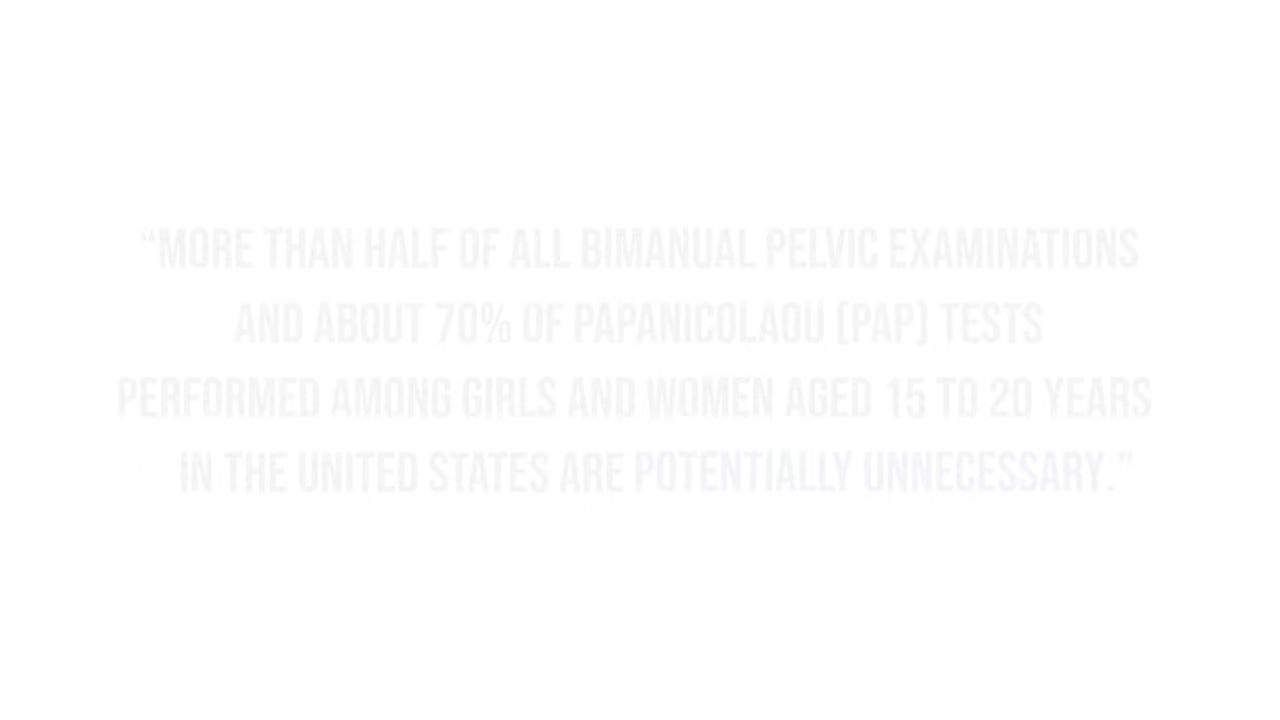 “MORE THAN HALF OF ALL BIMANUAL PELVIC EXAMINATIONS
AND ABOUT 70% OF PAPANICOLAOU (PAP) TESTS
PERFORMED AMONG GIRLS AND WOMEN AGED 15 TO 20 YEARS
IN THE UNITED STATES ARE POTENTIALLY UNNECESSARY.”